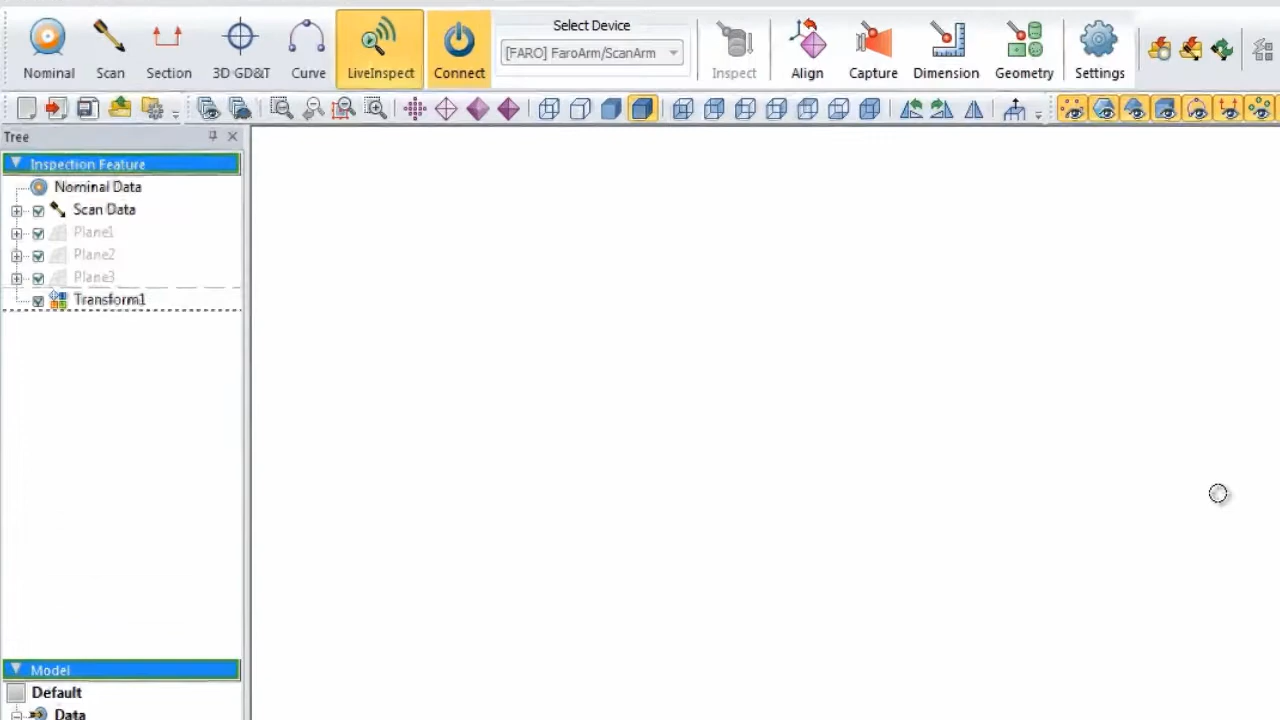 Select Device
Nominal Scan Section 3D GD&T Curve LiveInspect Connect [FARO] FaroArm/ScanArm Inspect Align Capture Dimension Geometry Settings
Tree
Inspection Feature
Nominal Data
Scan Data
Plane1
Plane2
Plane3
Transform1
Model
Default
Data